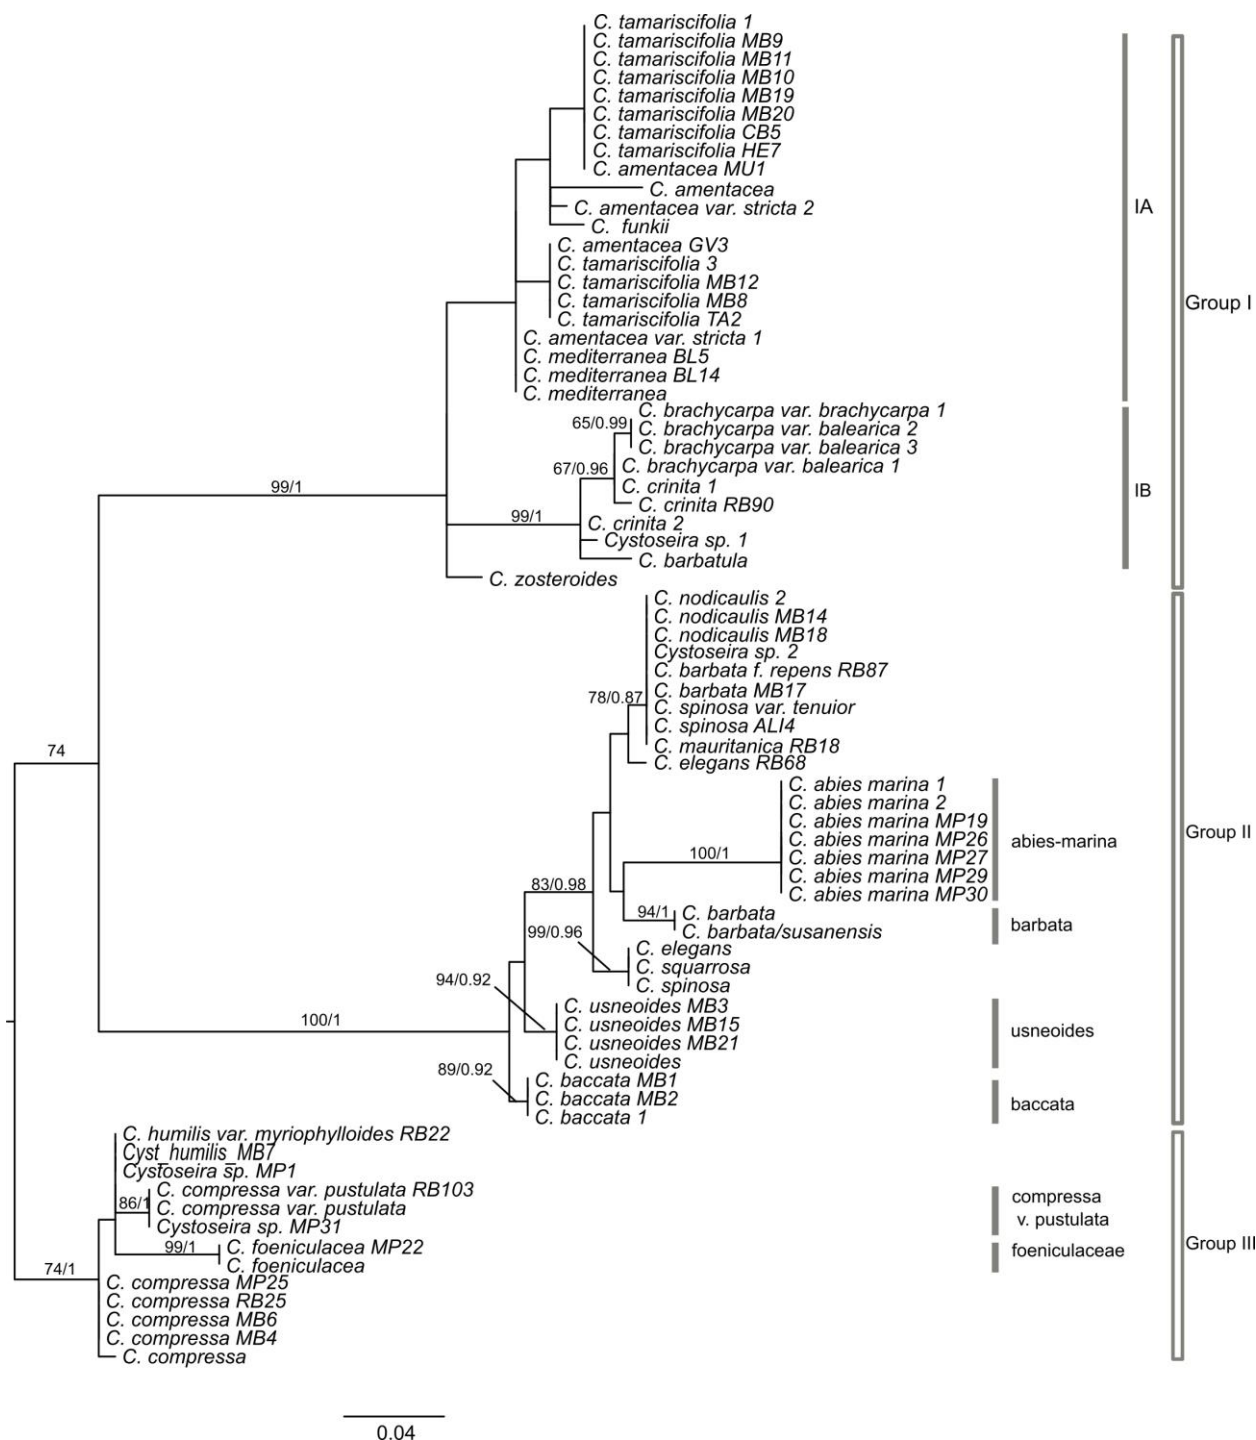 C. tamariscifolia 1
C. tamariscifolia MB9
C. tamariscifolia MB11
C. tamariscifolia MB10
C. tamariscifolia MB19
C. tamariscifolia MB20
C. tamariscifolia CB5
C. tamariscifolia HE7
C. amentacea MU1
C. amentacea
C. amentacea var. stricta 2
C. funkii
C. amentacea GV3
C. tamariscifolia 3
C. tamariscifolia MB12
C. tamariscifolia MB8
C. tamariscifolia TA2
C. amentacea var. stricta 1
C. mediterranea BL5
C. mediterranea BL14
C. mediterranea
IA
Group I
C. brachycarpa var. brachycarpa 1
65/0.99
C. brachycarpa var. balearica 2
C. brachycarpa var. balearica 3
67/0.96
C. brachycarpa var. balearica 1
C. crinita 1
C. crinita RB90
99/1
99/1
C. crinita 2
Cystoseira sp. 1
C. barbatula
IB
C. zosteroides
C. nodicaulis 2
C. nodicaulis MB14
C. nodicaulis MB18
Cystoseira sp. 2
C. barbata f. repens RB87
78/0.87
C. barbata MB17
C. spinosa var. tenuior
C. spinosa ALI4
C. mauritanica RB18
74
C. elegans RB68
C. abies marina 1
C. abies marina 2
C. abies marina MP19
C. abies marina MP26
100/1
C. abies marina MP27
C. abies marina MP29
C. abies marina MP30
abies-marina
Group II
83/0.98
94/1
C. barbata
C. barbata/susanensis
barbata
99/0.96
C. elegans
C. squarrosa
C. spinosa
94/0.92
C. usneoides MB3
C. usneoides MB15
C. usneoides MB21
C. usneoides
usneoides
100/1
89/0.92
C. baccata MB1
C. baccata MB2
C. baccata 1
baccata
C. humilis var. myriophylloides RB22
Cyst_humilis_MB7
Cystoseira sp. MP1
C. compressa var. pustulata RB103
86/1
C. compressa var. pustulata
Cystoseira sp. MP31
compressa
v. pustulata
99/1
C. foeniculacea MP22
C. foeniculacea
foeniculaceae
Group III
74/1
C. compressa MP25
C. compressa RB25
C. compressa MB6
C. compressa MB4
C. compressa
0.04